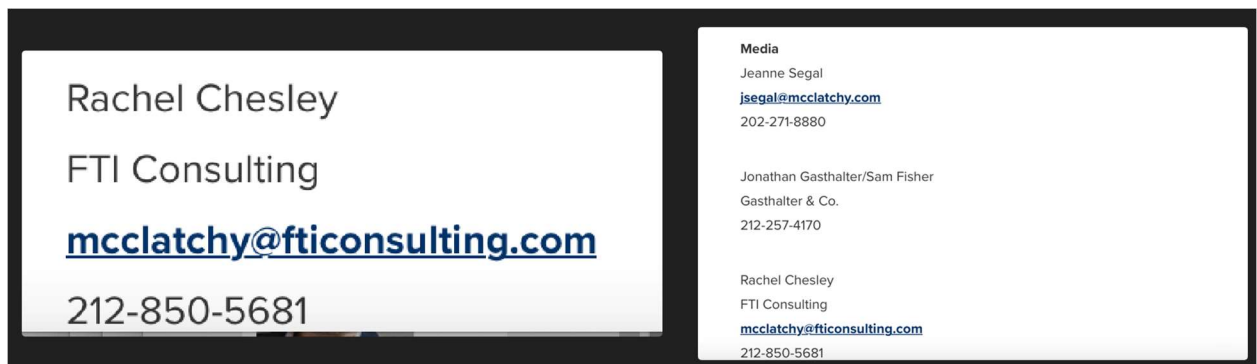 Rachel Chesley
FTI Consulting
mcclatchy@fticonsulting.com
212-850-5681
Media
Jeanne Segal
jsegal@mcclatchy.com
202-271-8880
Jonathan Gasthalter/Sam Fisher
Gasthalter & Co.
212-257-4170
Rachel Chesley
FTI Consulting
mcclatchy@fticonsulting.com
212-850-5681